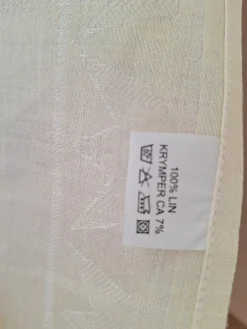 100% LIN
KRYMPER CA 7%